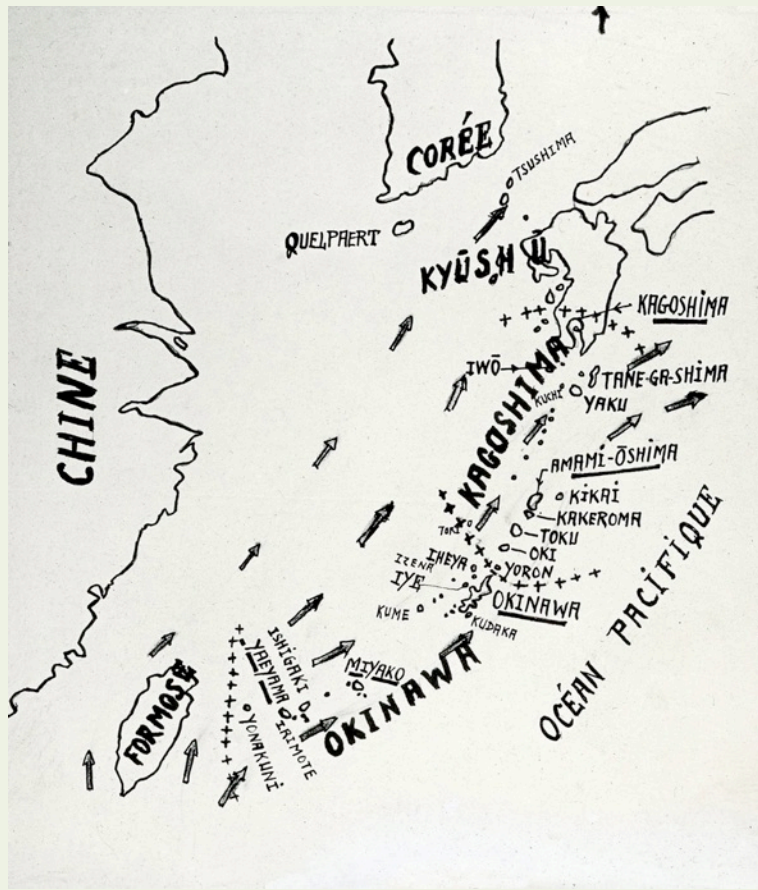 CORÉE
TSUSHIMA
QUELPAERT
KYŪSHŪ
KAGOSHIMA
CHINE
IWŌ
KAGOSHIMA
TANE-GA-SHIMA
KUCHI
YAKU
AMAMI-ŌSHIMA
KIKAI
KAKEROMA
TOKU
OKI
TORI
IHEYA
IZENA
YORON
IYE
OKINAWA
KUME
KUDAKA
OCÉAN PACIFIQUE
ISHIGAKI
YAEYAMA
MIYAKO
OKINAWA
FORMOSE
IRIMOTE
YONAKUNI